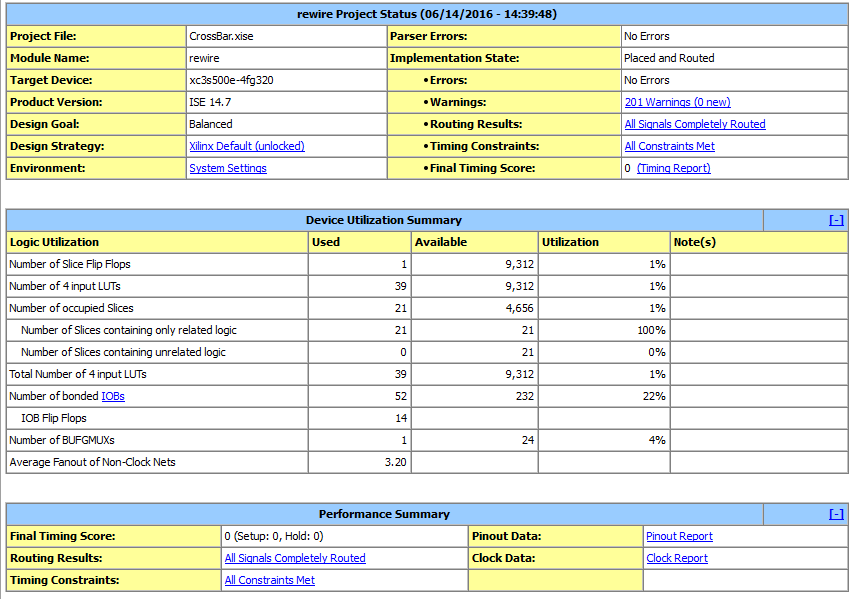 rewire Project Status (06/14/2016 - 14:39:48)
Project File: CrossBar.xise Parser Errors: No Errors
Module Name: rewire Implementation State: Placed and Routed
Target Device: xc3s500e-4fg320 •Errors: No Errors
Product Version: ISE 14.7 •Warnings: 201 Warnings (0 new)
Design Goal: Balanced •Routing Results: All Signals Completely Routed
Design Strategy: Xilinx Default (unlocked) •Timing Constraints: All Constraints Met
Environment: System Settings •Final Timing Score: 0 (Timing Report)
Device Utilization Summary [-]
Logic Utilization Used Available Utilization Note(s)
Number of Slice Flip Flops 1 9,312 1%
Number of 4 input LUTs 39 9,312 1%
Number of occupied Slices 21 4,656 1%
Number of Slices containing only related logic 21 21 100%
Number of Slices containing unrelated logic 0 21 0%
Total Number of 4 input LUTs 39 9,312 1%
Number of bonded IOBs 52 232 22%
IOB Flip Flops 14
Number of BUFGMUXs 1 24 4%
Average Fanout of Non-Clock Nets 3.20
Performance Summary [-]
Final Timing Score: 0 (Setup: 0, Hold: 0) Pinout Data: Pinout Report
Routing Results: All Signals Completely Routed Clock Data: Clock Report
Timing Constraints: All Constraints Met